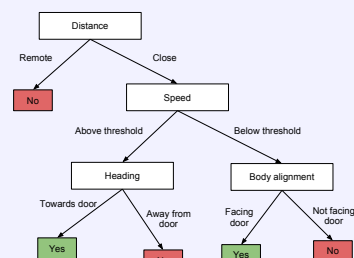 Distance
Remote
Close
No
Speed
Above threshold
Below threshold
Heading
Body alignment
Towards door
Away from
door
Facing
door
Not facing
door
Yes
Yes
No